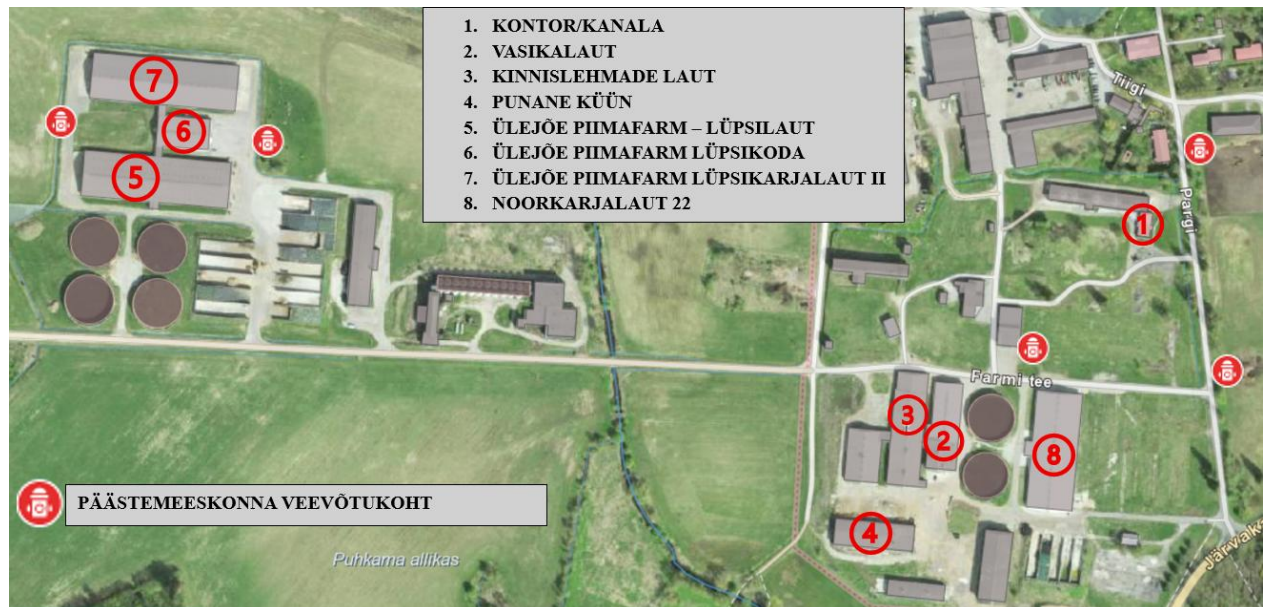 1. KONTOR/KANALA
2. VASIKALAUT
3. KINNISLEHMADE LAUT
4. PUNANE KÜÜN
5. ÜLEJÕE PIIMAFARM – LÜPSILAUT
6. ÜLEJÕE PIIMAFARM LÜPSIKODA
7. ÜLEJÕE PIIMAFARM LÜPSIKARJALAUT II
8. NOORKARJALAUT 22
7
6
5
Tiigi
Pargi
1
Farmi tee
3
2
8
4
PÄÄSTEMEESKONNA VEEVÕTUKOHT
Puhkama allikas
Järvak